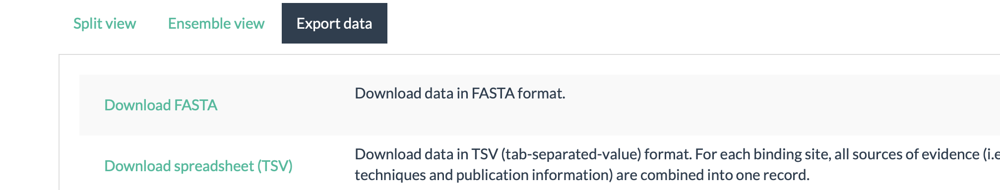 Split view Ensemble view Export data
Download FASTA Download data in FASTA format.
Download spreadsheet (TSV) Download data in TSV (tab-separated-value) format. For each binding site, all sources of evidence (i.e
techniques and publication information) are combined into one record.